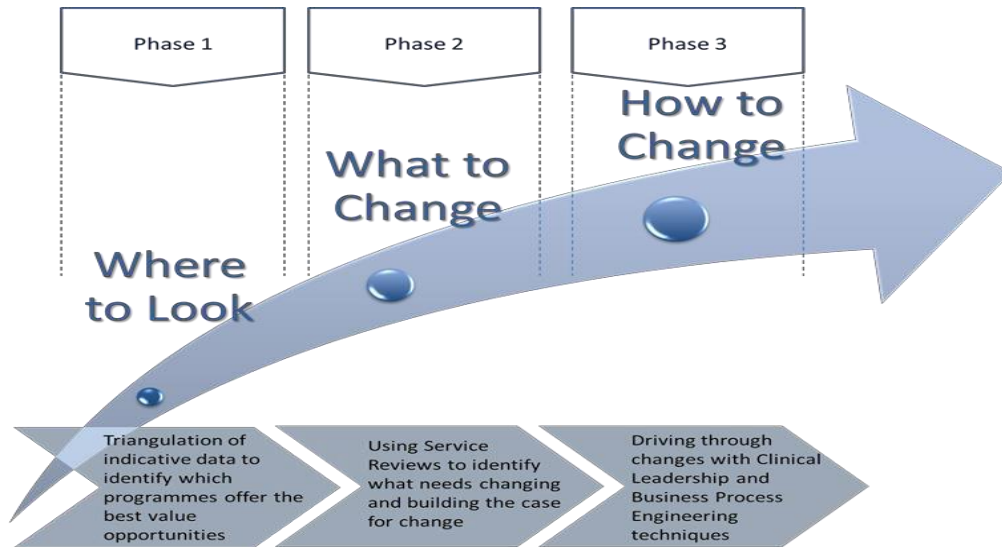 Phase 1
Phase 2
Phase 3
Where
to Look
What to
Change
How to
Change
Triangulation of
indicative data to
identify which
programmes offer the
best value
opportunities
Using Service
Reviews to identify
what needs changing
and building the case
for change
Driving through
changes with Clinical
Leadership and
Business Process
Engineering
techniques